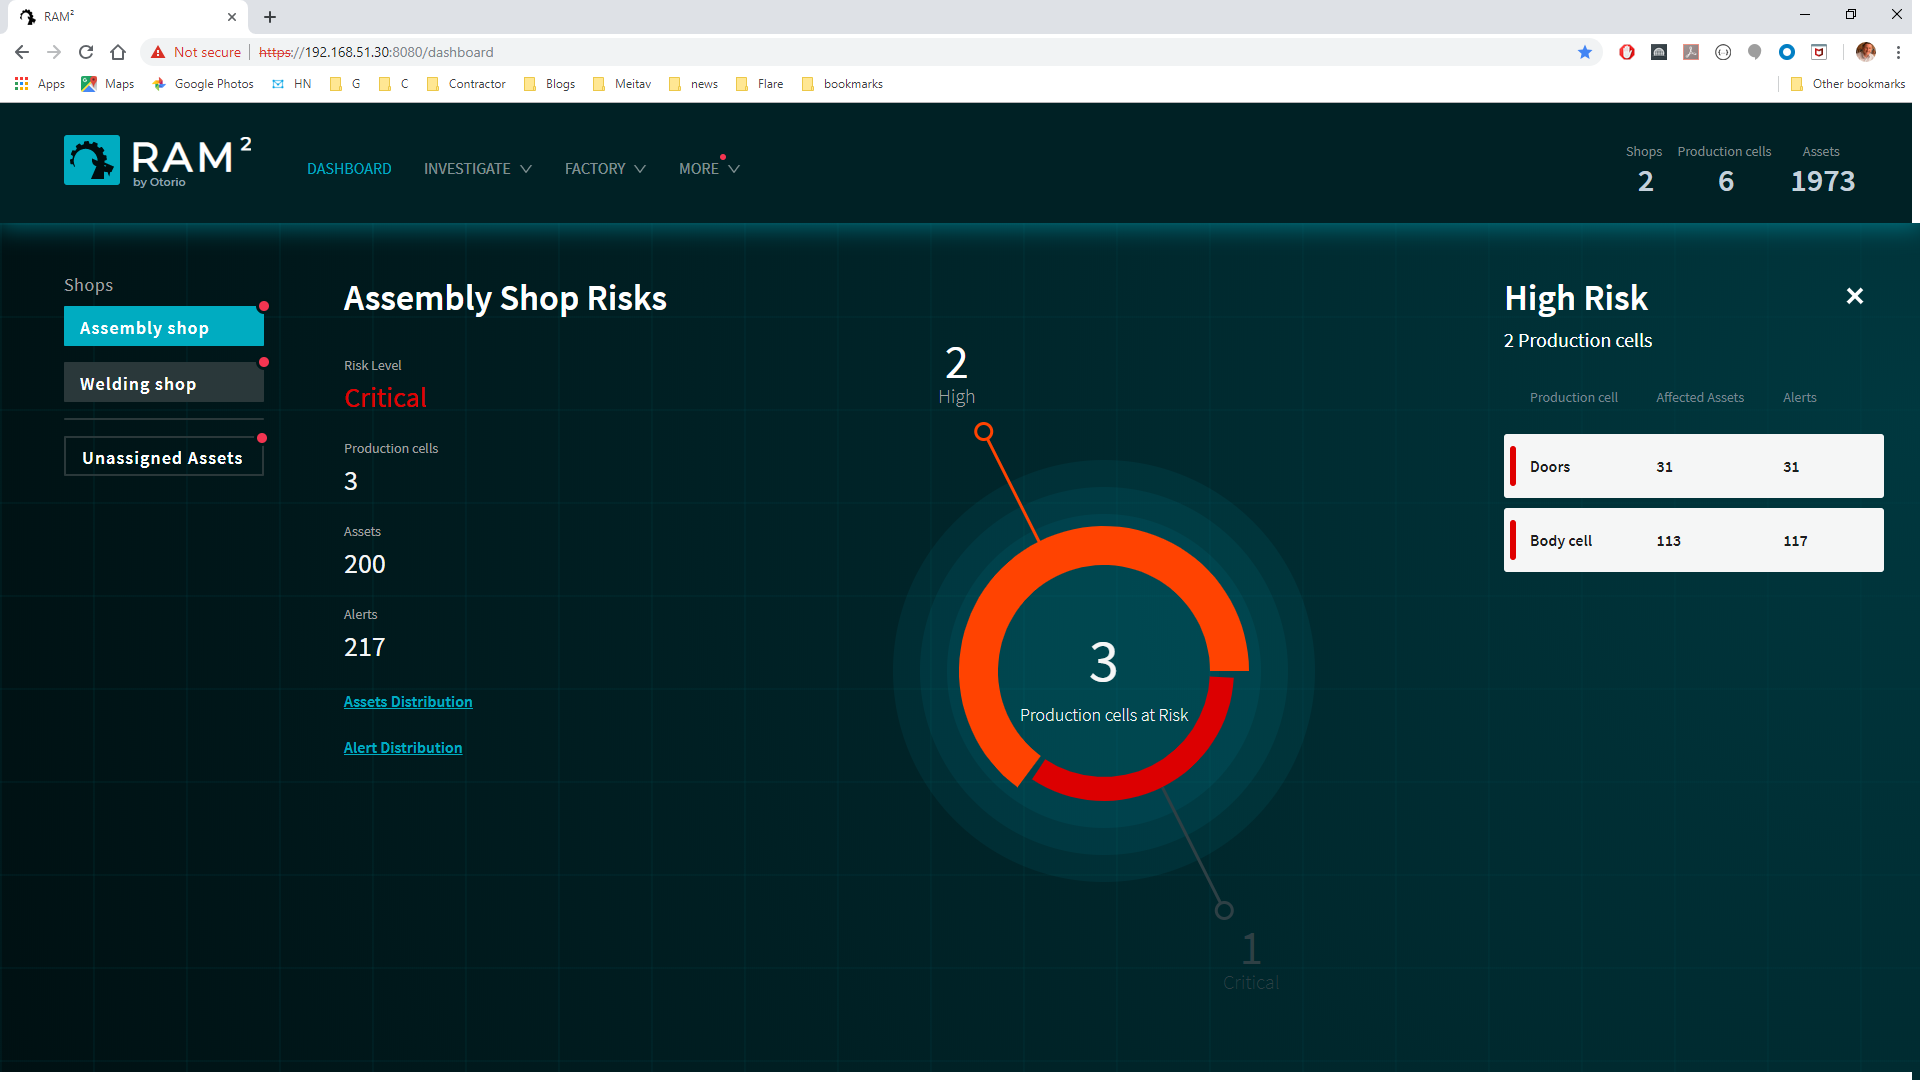 RAM²
Not secure
https://192.168.51.30:8080/dashboard
Apps
Maps
Google Photos
HN
G
C
Contractor
Blogs
Meitav
news
Flare
bookmarks
Other bookmarks
RAM²
by Otorio
DASHBOARD
INVESTIGATE
FACTORY
MORE
Shops
Production cells
Assets
2
6
1973
Shops
Assembly shop
Welding shop
Unassigned Assets
Assembly Shop Risks
Risk Level
Critical
Production cells
3
Assets
200
Alerts
217
Assets Distribution
Alert Distribution
2
High
3
Production cells at Risk
1
Critical
High Risk
2 Production cells
Production cell Affected Assets Alerts
Doors 31 31
Body cell 113 117